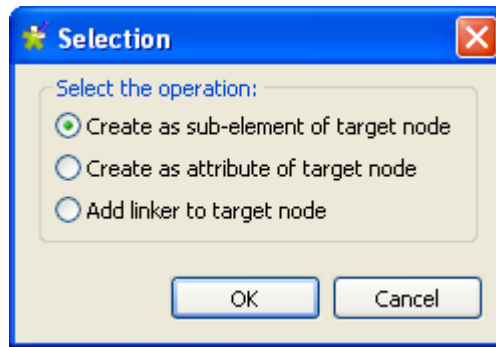 Selection
Select the operation:
Create as sub-element of target node
Create as attribute of target node
Add linker to target node
OK Cancel